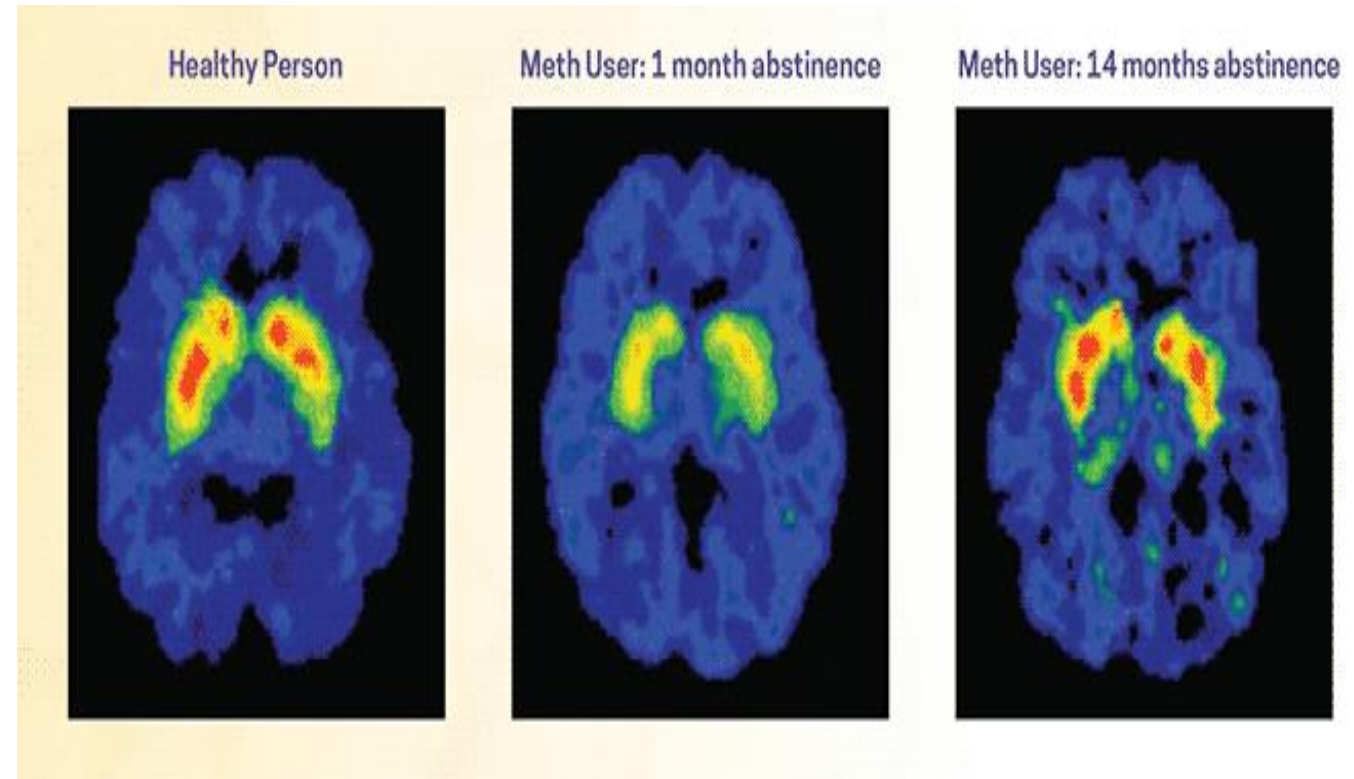 Healthy Person
Meth User: 1 month abstinence
Meth User: 14 months abstinence